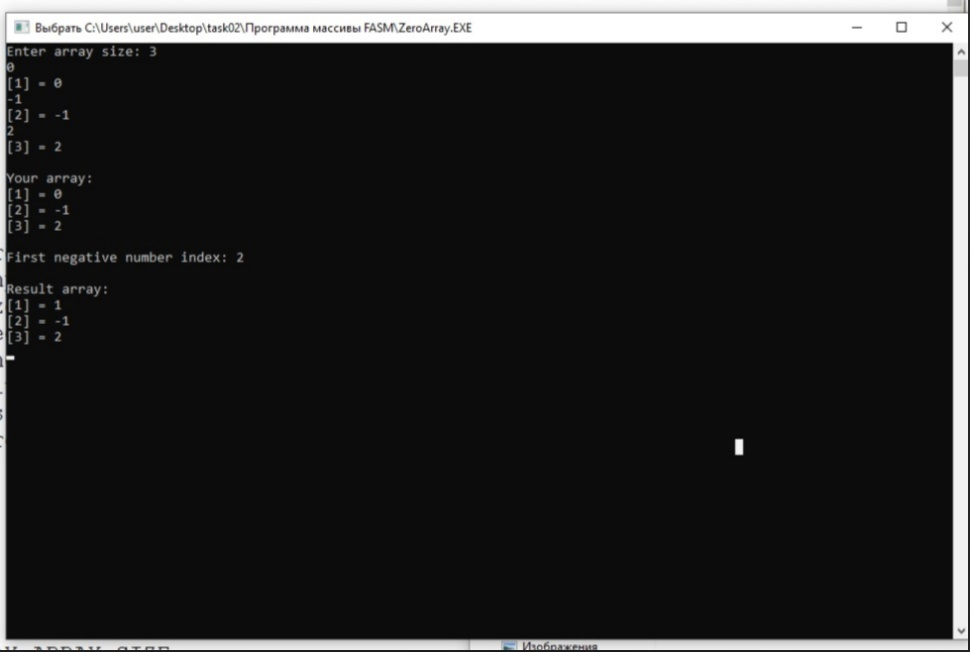 Выбрать C:\Users\user\Desktop\task02\Программа массивы FASM\ZeroArray.EXE
Enter array size: 3
0
[1] = 0
-1
[2] = -1
2
[3] = 2
Your array:
[1] = 0
[2] = -1
[3] = 2
First negative number index: 2
Result array:
[1] = 1
[2] = -1
[3] = 2
Изображения